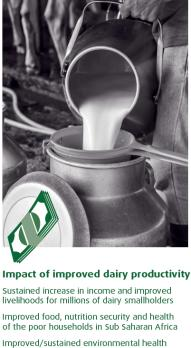 Impact of improved dairy productivity
Sustained increase in income and improved
livelihoods for millions of dairy smallholders
Improved food, nutrition security and health
of the poor households in Sub Saharan Africa
Improved/sustained environmental health